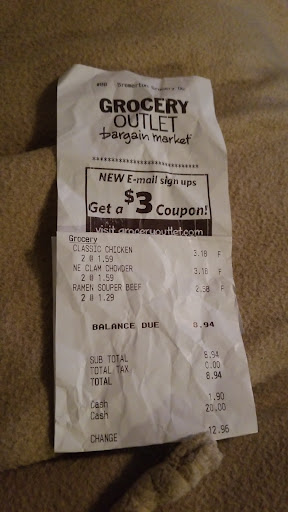 GROCERY
OUTLET
bargain market
****************************
NEW E-mail sign ups
Get a $3 Coupon!
visit groceryoutlet.com
Grocery
CLASSIC CHICKEN 3.18 F
2 @ 1.59
NE CLAM CHOWDER 3.18 F
2 @ 1.59
RAMEN SOUPER BEEF 2.58 F
2 @ 1.29
BALANCE DUE 8.94
SUB TOTAL 8.94
TOTAL TAX 0.00
TOTAL 8.94
Cash 1.90
Cash 20.00
CHANGE 12.96